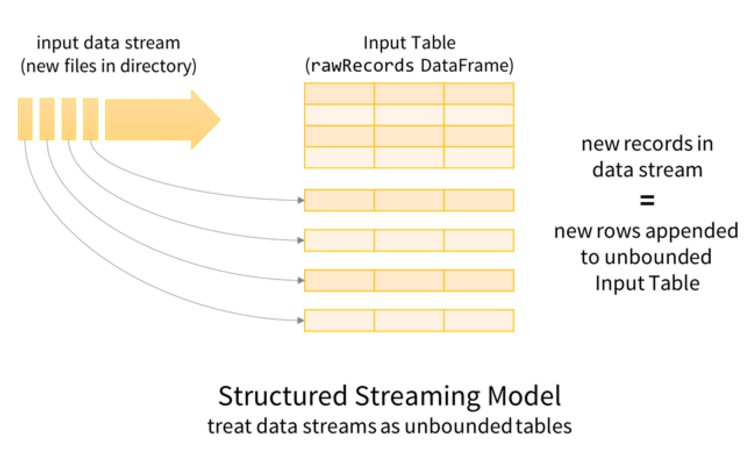 input data stream
(new files in directory)
Input Table
(rawRecords DataFrame)
new records in
data stream
=
new rows appended
to unbounded
Input Table
Structured Streaming Model
treat data streams as unbounded tables